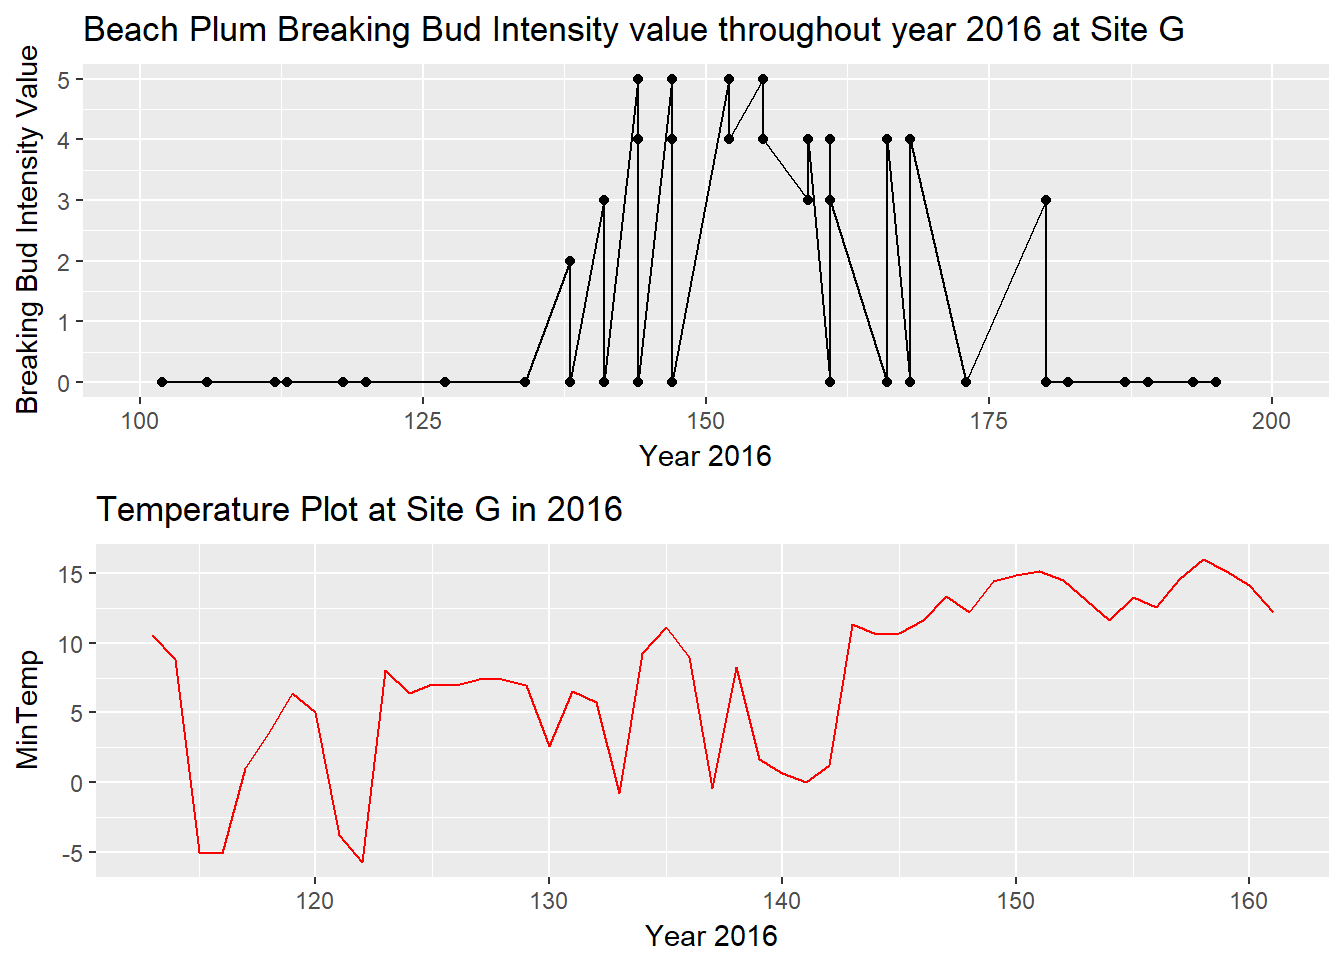 Beach Plum Breaking Bud Intensity value throughout year 2016 at Site G
Breaking Bud Intensity Value
5
4
3
2
1
0
100 125 150 175 200
Year 2016
Temperature Plot at Site G in 2016
MinTemp
15
10
5
0
-5
120 130 140 150 160
Year 2016